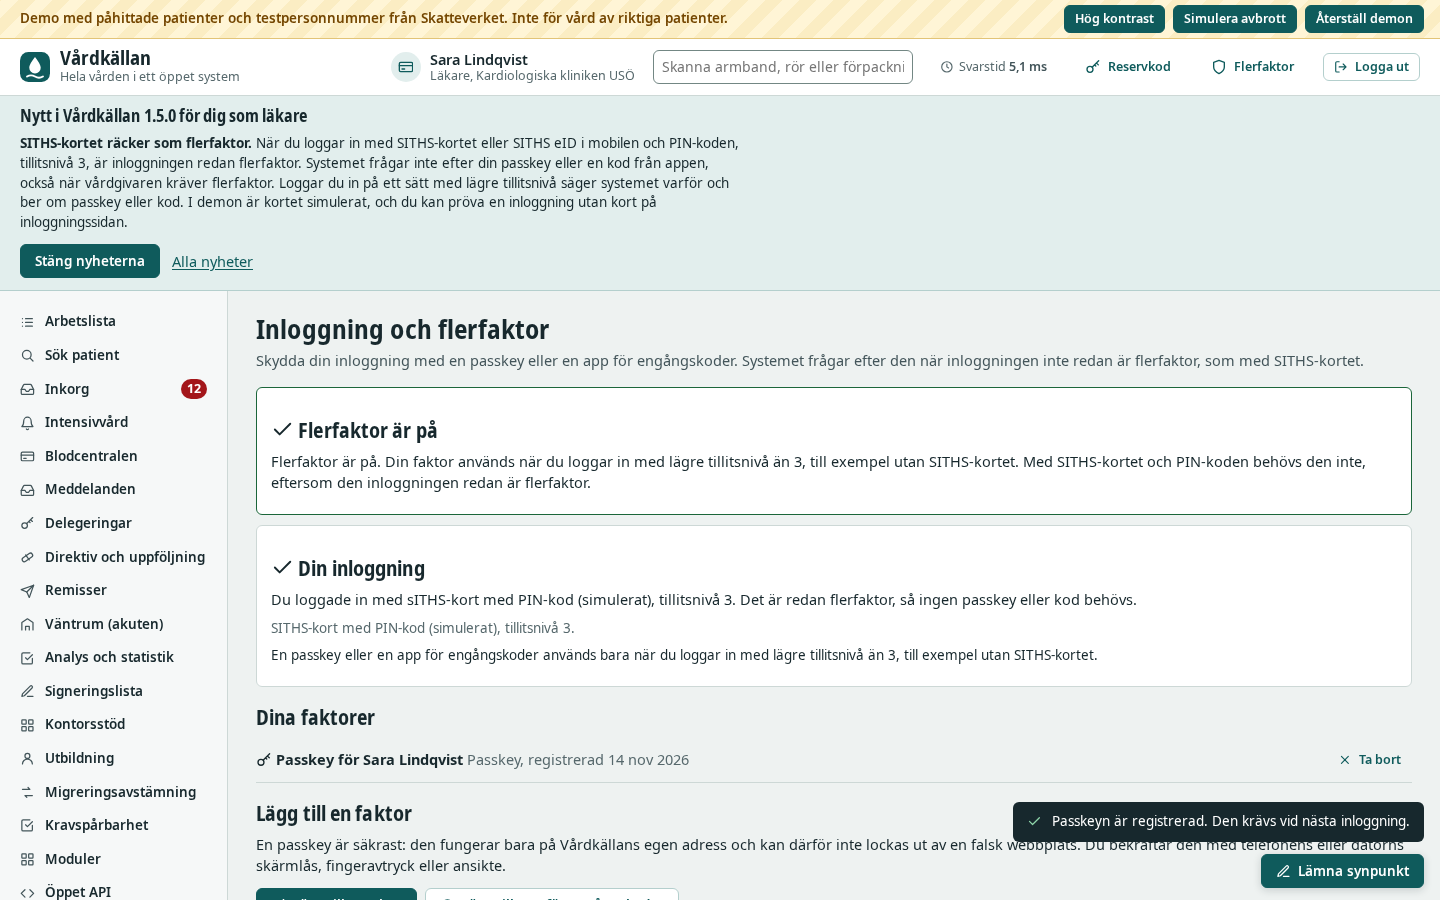 Demo med påhittade patienter och testpersonnummer från Skatteverket. Inte för vård av riktiga patienter.
Hög kontrast
Simulera avbrott
Återställ demon
Vårdkällan
Hela vården i ett öppet system
Sara Lindqvist
Läkare, Kardiologiska kliniken USÖ
Skanna armband, rör eller förpackni
Svarstid 5,1 ms
Reservkod
Flerfaktor
Logga ut
Nytt i Vårdkällan 1.5.0 för dig som läkare
SITHS-kortet räcker som flerfaktor. När du loggar in med SITHS-kortet eller SITHS eID i mobilen och PIN-koden,
tillitsnivå 3, är inloggningen redan flerfaktor. Systemet frågar inte efter din passkey eller en kod från appen,
också när vårdgivaren kräver flerfaktor. Loggar du in på ett sätt med lägre tillitsnivå säger systemet varför och
ber om passkey eller kod. I demon är kortet simulerat, och du kan pröva en inloggning utan kort på
inloggningssidan.
Stäng nyheterna
Alla nyheter
Arbetslista
Sök patient
Inkorg
12
Intensivvård
Blodcentralen
Meddelanden
Delegeringar
Direktiv och uppföljning
Remisser
Väntrum (akuten)
Analys och statistik
Signeringslista
Kontorsstöd
Utbildning
Migreringsavstämning
Kravspårbarhet
Moduler
Öppet API
Inloggning och flerfaktor
Skydda din inloggning med en passkey eller en app för engångskoder. Systemet frågar efter den när inloggningen inte redan är flerfaktor, som med SITHS-kortet.
Flerfaktor är på
Flerfaktor är på. Din faktor används när du loggar in med lägre tillitsnivå än 3, till exempel utan SITHS-kortet. Med SITHS-kortet och PIN-koden behövs den inte,
eftersom den inloggningen redan är flerfaktor.
Din inloggning
Du loggade in med sITHS-kort med PIN-kod (simulerat), tillitsnivå 3. Det är redan flerfaktor, så ingen passkey eller kod behövs.
SITHS-kort med PIN-kod (simulerat), tillitsnivå 3.
En passkey eller en app för engångskoder används bara när du loggar in med lägre tillitsnivå än 3, till exempel utan SITHS-kortet.
Dina faktorer
Passkey för Sara Lindqvist Passkey, registrerad 14 nov 2026
Ta bort
Lägg till en faktor
En passkey är säkrast: den fungerar bara på Vårdkällans egen adress och kan därför inte lockas ut av en falsk webbplats. Du bekräftar den med telefonens eller datorns
skärmlås, fingeravtryck eller ansikte.
Passkeyn är registrerad. Den krävs vid nästa inloggning.
Lämna synpunkt